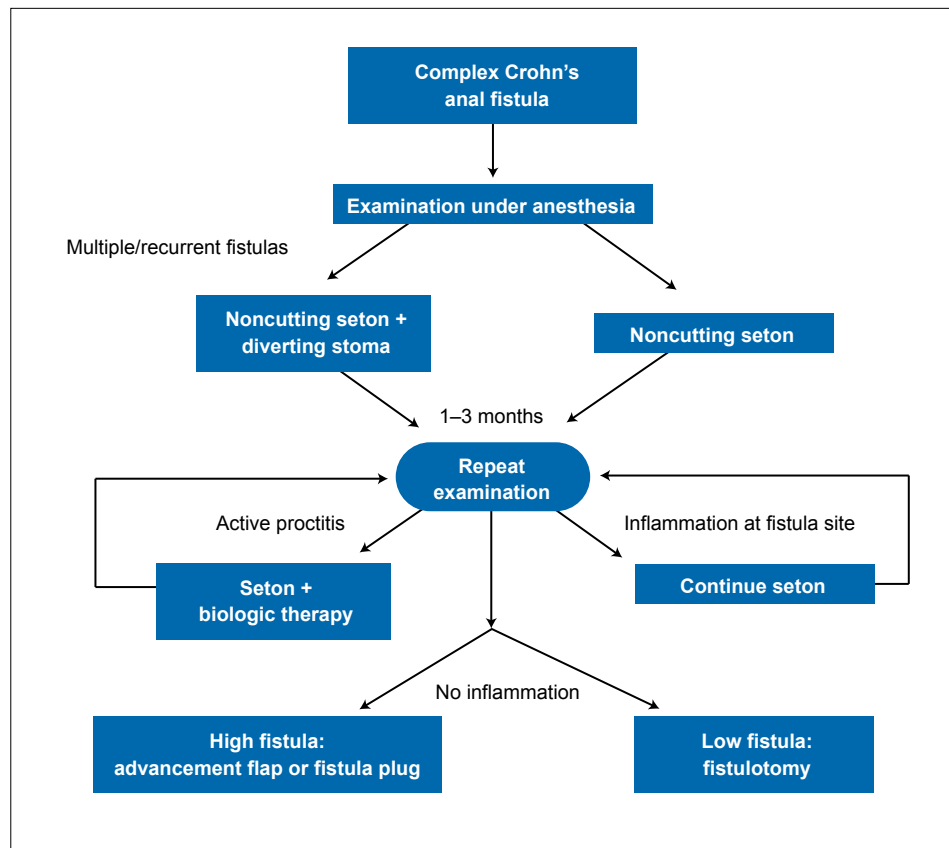 Complex Crohn's
anal fistula
Examination under anesthesia
Multiple/recurrent fistulas
Noncutting seton +
diverting stoma
Noncutting seton
1–3 months
Repeat
examination
Active proctitis
Inflammation at fistula site
Seton +
biologic therapy
Continue seton
No inflammation
High fistula:
advancement flap or fistula plug
Low fistula:
fistulotomy